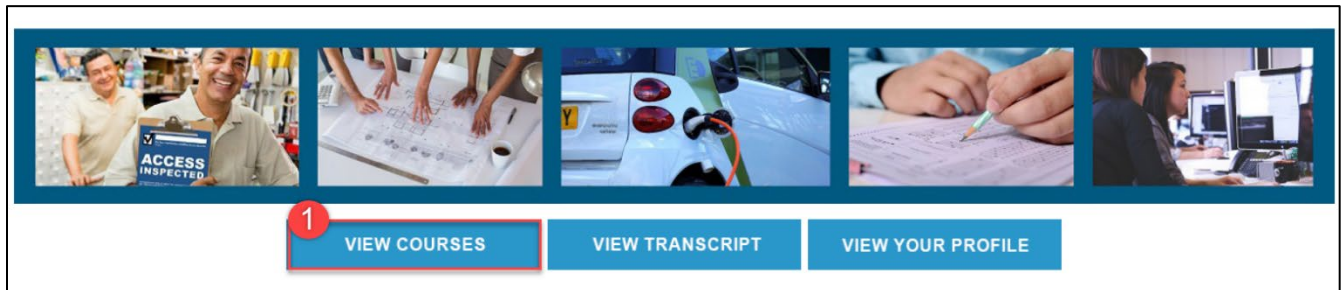 ACCESS
INSPECTED
Y
1
VIEW COURSES
VIEW TRANSCRIPT
VIEW YOUR PROFILE